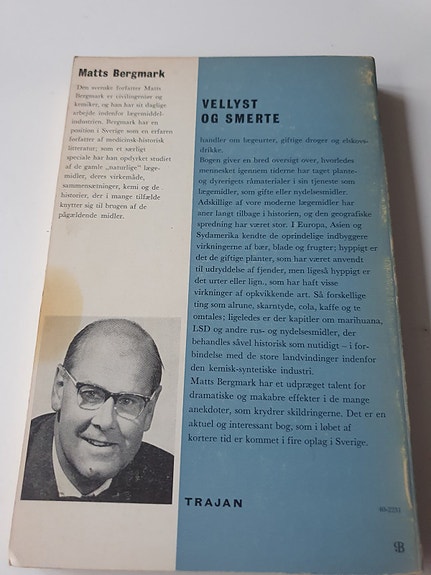 Matts Bergmark
Den svenske forfatter Matts
Bergmark er civilingeniør og
kemiker, og han har sit daglige
arbejde indenfor lægemiddel-
industrien. Bergmark har en
position i Sverige som en erfaren
forfatter af medicinsk-historisk
litteratur; som et særligt
speciale har han opdyrket studiet
af de gamle „naturlige" læge-
midler, deres virkemåde,
sammensætninger, kemi og de
historier, der i mange tilfælde
knytter sig til brugen af de
pågældende midler.
VELLYST
OG SMERTE
handler om begeurter, giftige droger og elskovs-
drikke.
Bogen giver en bred oversigt over, hvorledes
mennesket igennem tiderne har taget plante-
og dyrerigets råmaterialer i sin tjeneste som
lægemidler, som gifte eller nydelsesmidler.
Adskillige af vore moderne lægemidler har
aner langt tilbage i historien, og den geografiske
spredning har været stor. I Europa, Asien og
Sydamerika kendte de oprindelige indbyggere
virkningerne af bær, blade og frugter; hyppigt er
det de giftige planter, som har været anvendt
til udryddelse af fjender, men ligeså hyppigt er
det urter eller lign., som har haft visse
virkninger af opkvikkende art. Så forskellige
ting som alrune, skarntyde, cola, kaffe og te
omtales; ligeledes er der kapitler om marihuana,
LSD og andre rus- og nydelsesmidler, der
behandles såvel historisk som nutidigt – i for-
bindelse med de store landvindinger indenfor
den kemisk-syntetiske industri.
Matts Bergmark har et udpræget talent for
dramatiske og makabre effekter i de mange
anekdoter, som krydrer skildringerne. Det er en
aktuel og interessant bog, som i løbet af
kortere tid er kommet i fire oplag i Sverige.
TRAJAN